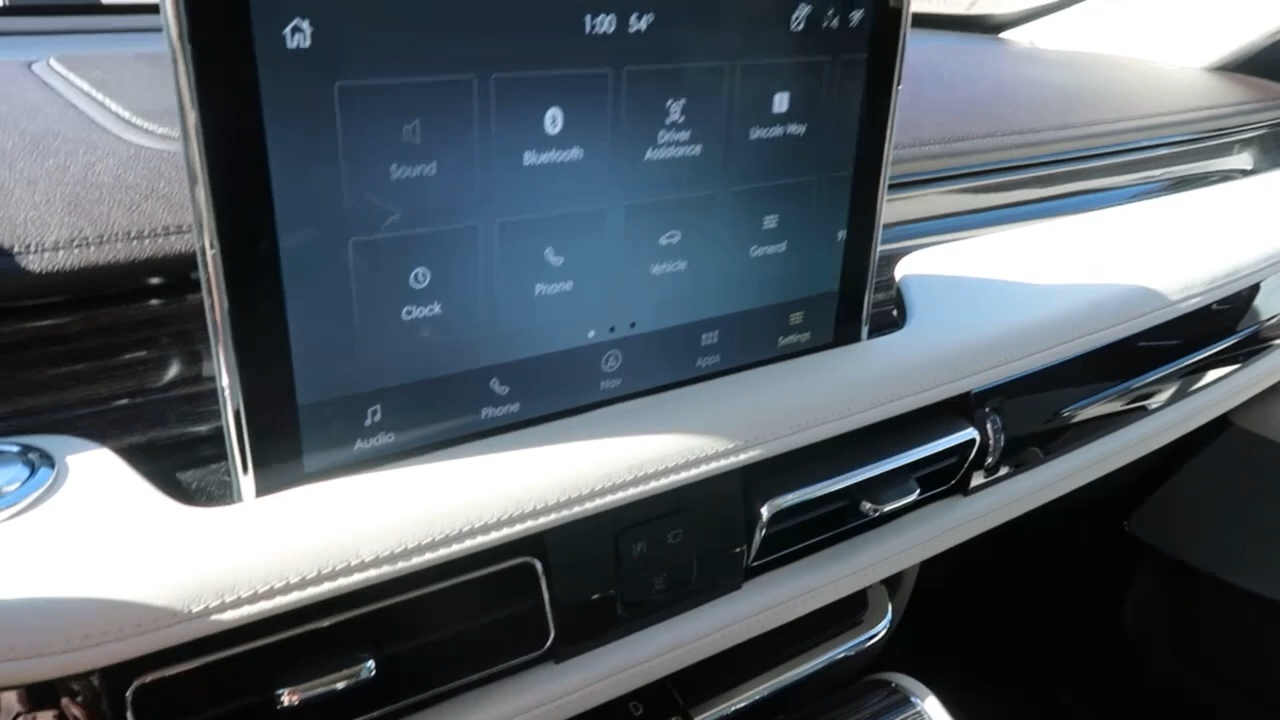 1:00 54°
Sound
Bluetooth
Driver
Assistance
Lincoln Way
Clock
Phone
Vehicle
General
Audio
Phone
Nav
Apps
Settings
D